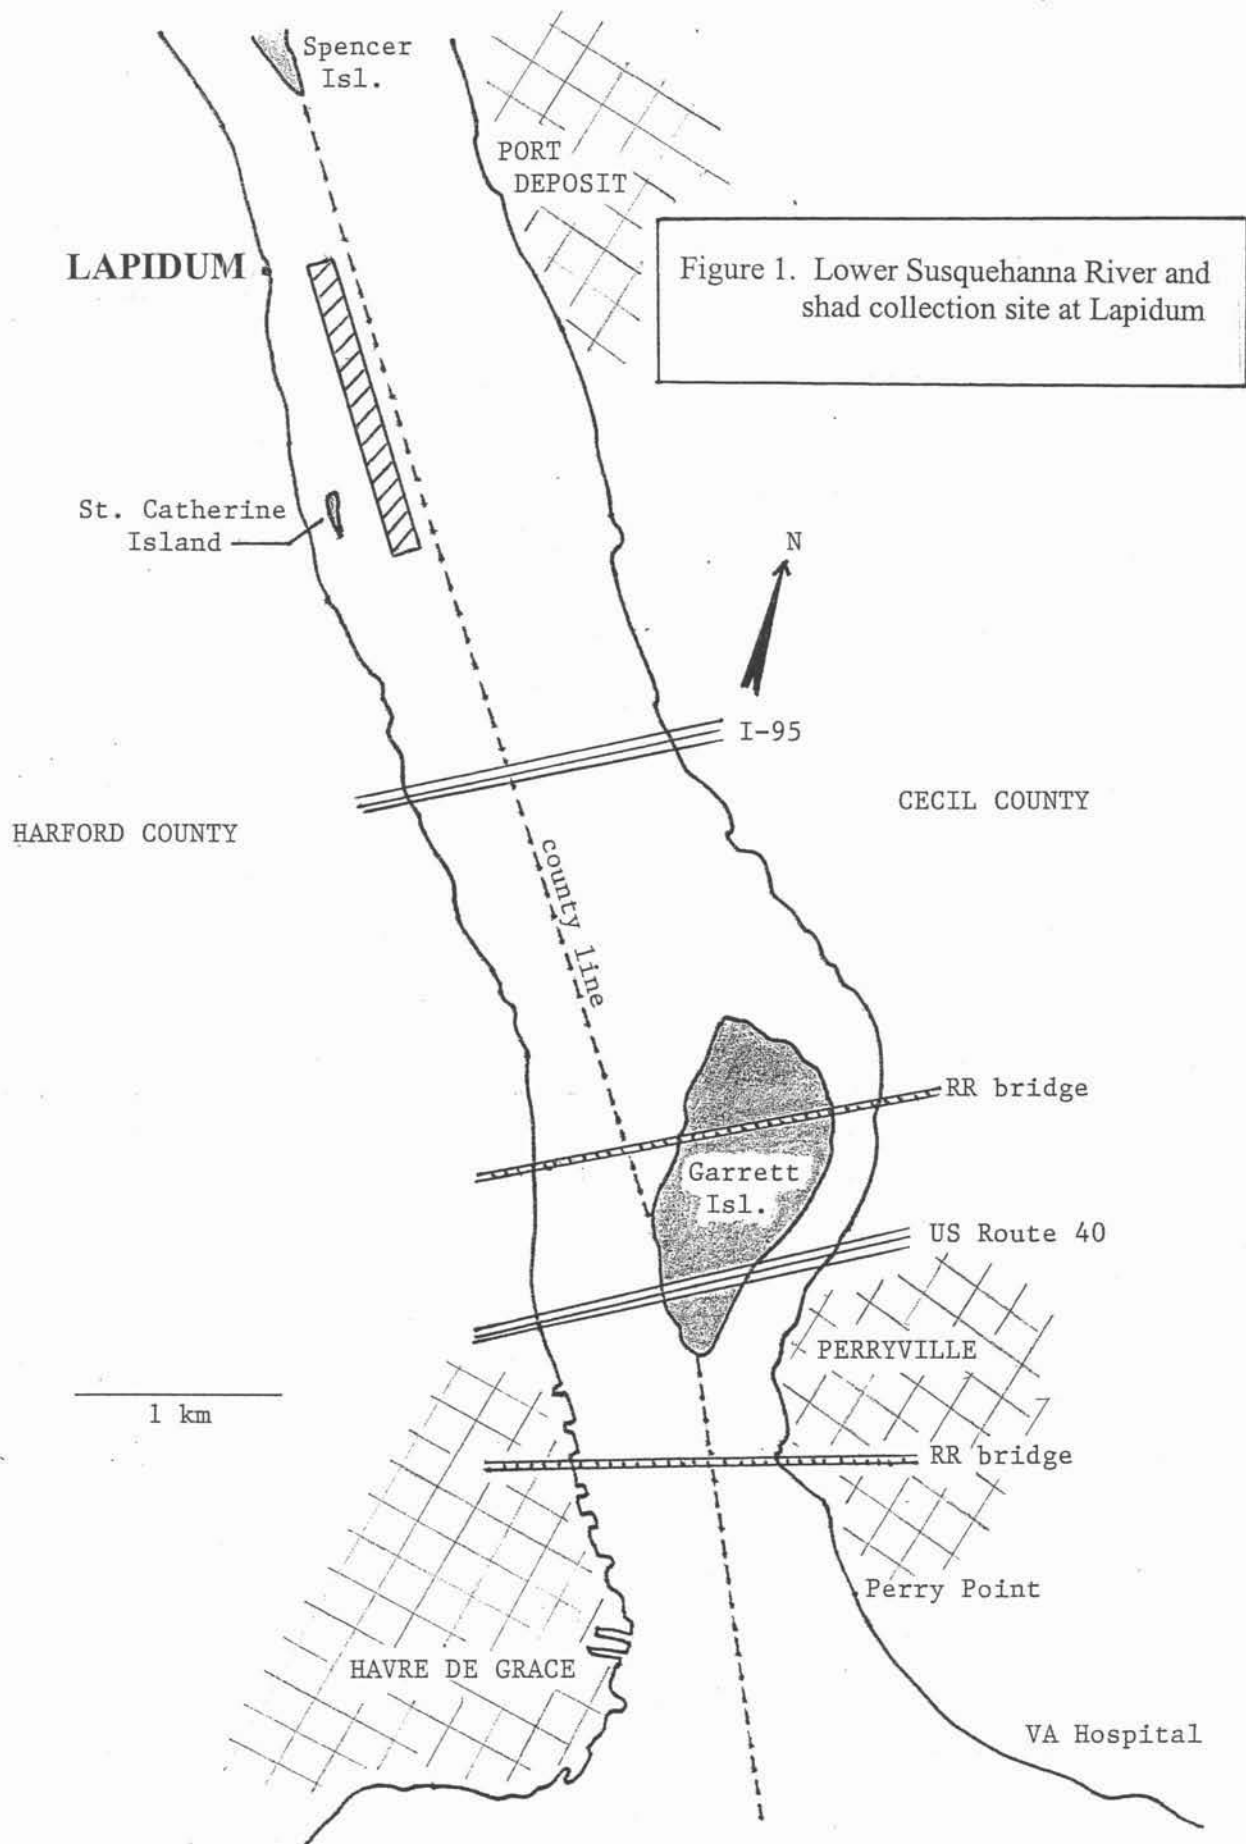 Spencer
Isl.
PORT
DEPOSIT
LAPIDUM
Figure 1. Lower Susquehanna River and
shad collection site at Lapidum
St. Catherine
Island
N
I-95
CECIL COUNTY
HARFORD COUNTY
county line
RR bridge
Garrett
Isl.
US Route 40
PERRYVILLE
1 km
RR bridge
Perry Point
HAVRE DE GRACE
VA Hospital